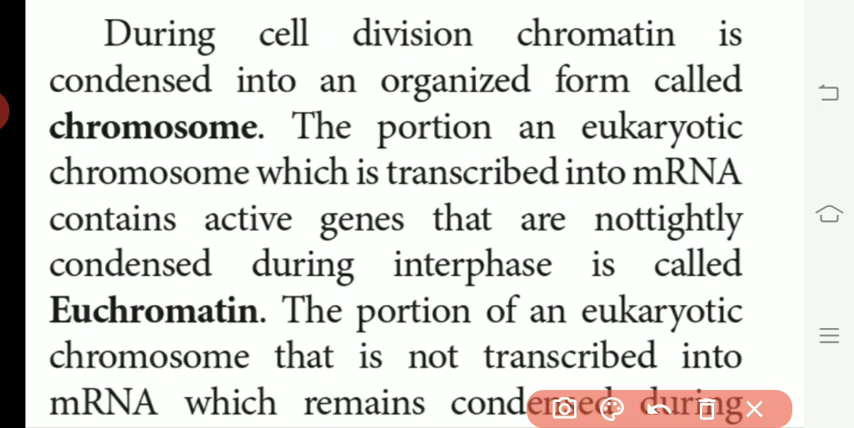 During cell division chromatin is
condensed into an organized form called
chromosome. The portion an eukaryotic
chromosome which is transcribed into mRNA
contains active genes that are nottightly
condensed during interphase is called
Euchromatin. The portion of an eukaryotic
chromosome that is not transcribed into
mRNA which remains condensed during